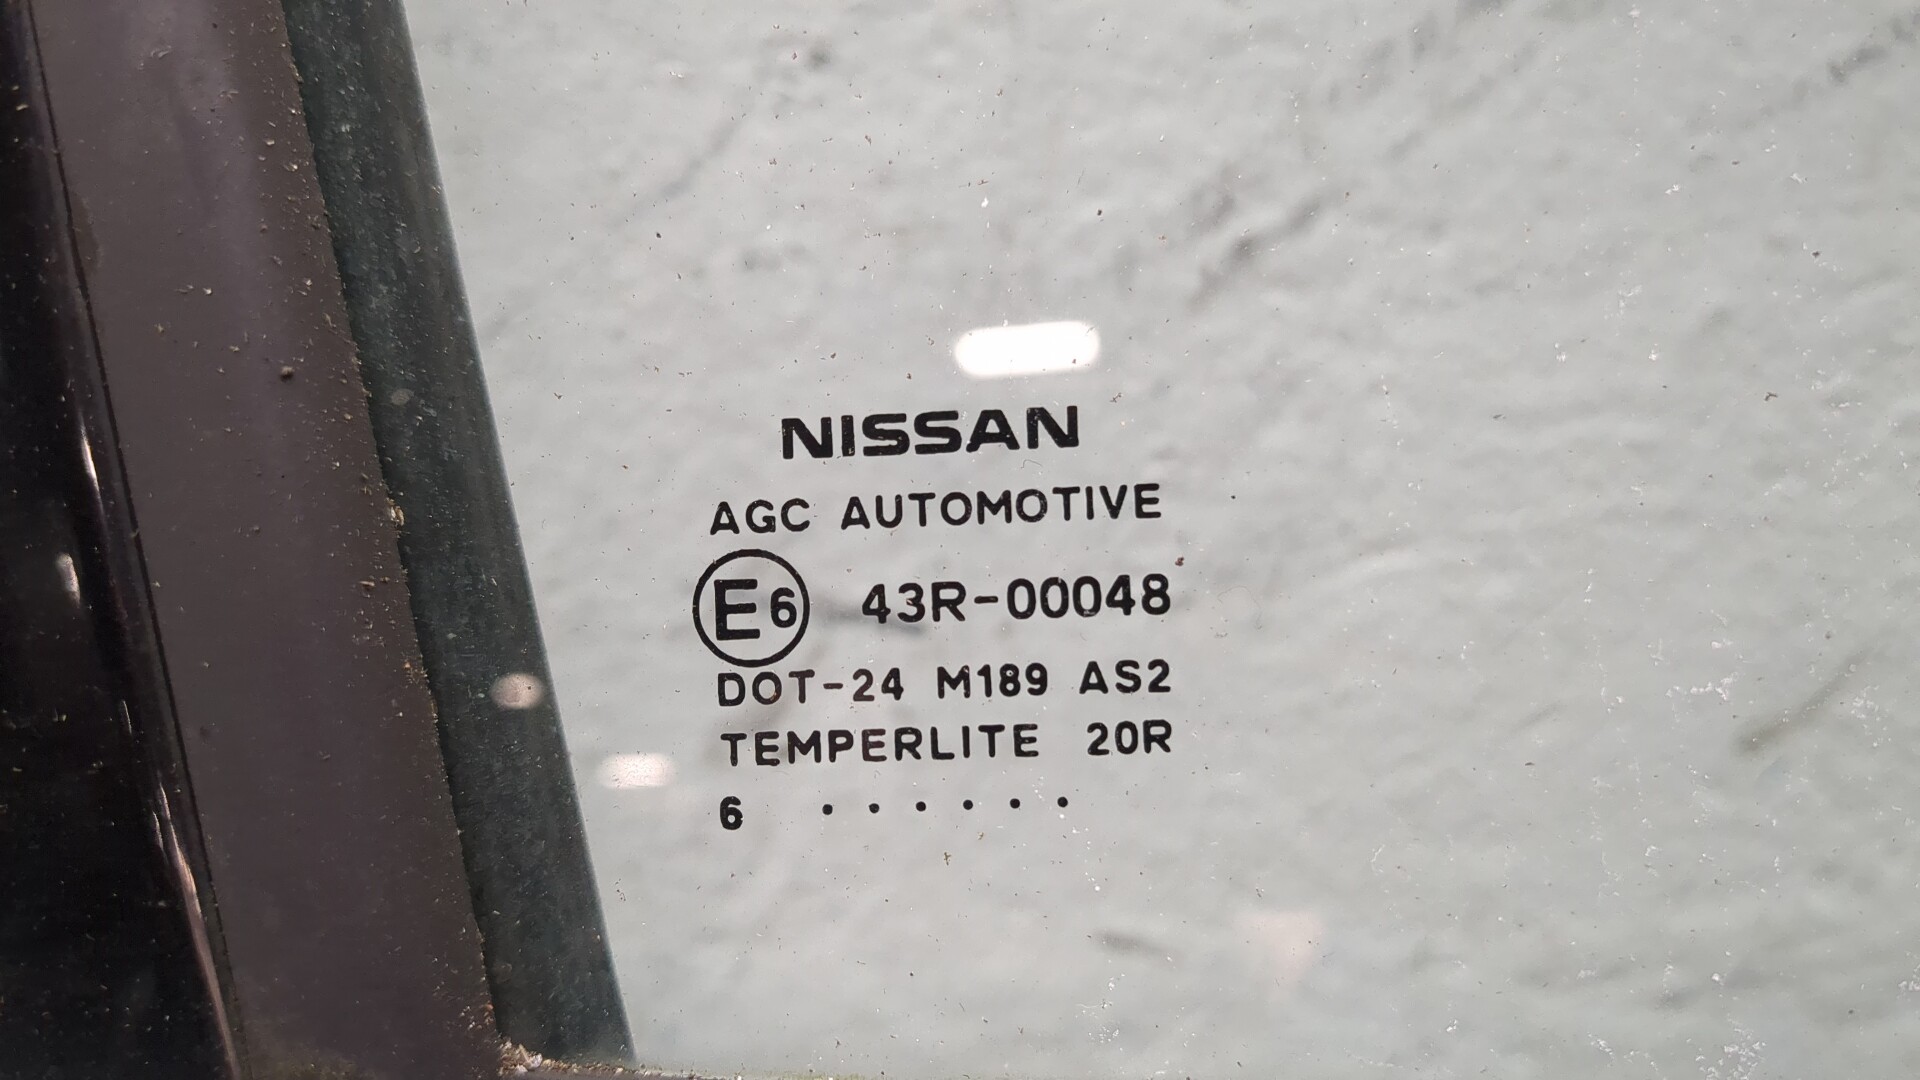 NISSAN
AGC AUTOMOTIVE
E6 43R-00048
DOT-24 M189 AS2
TEMPERLITE 20R
6 · · · · · ·